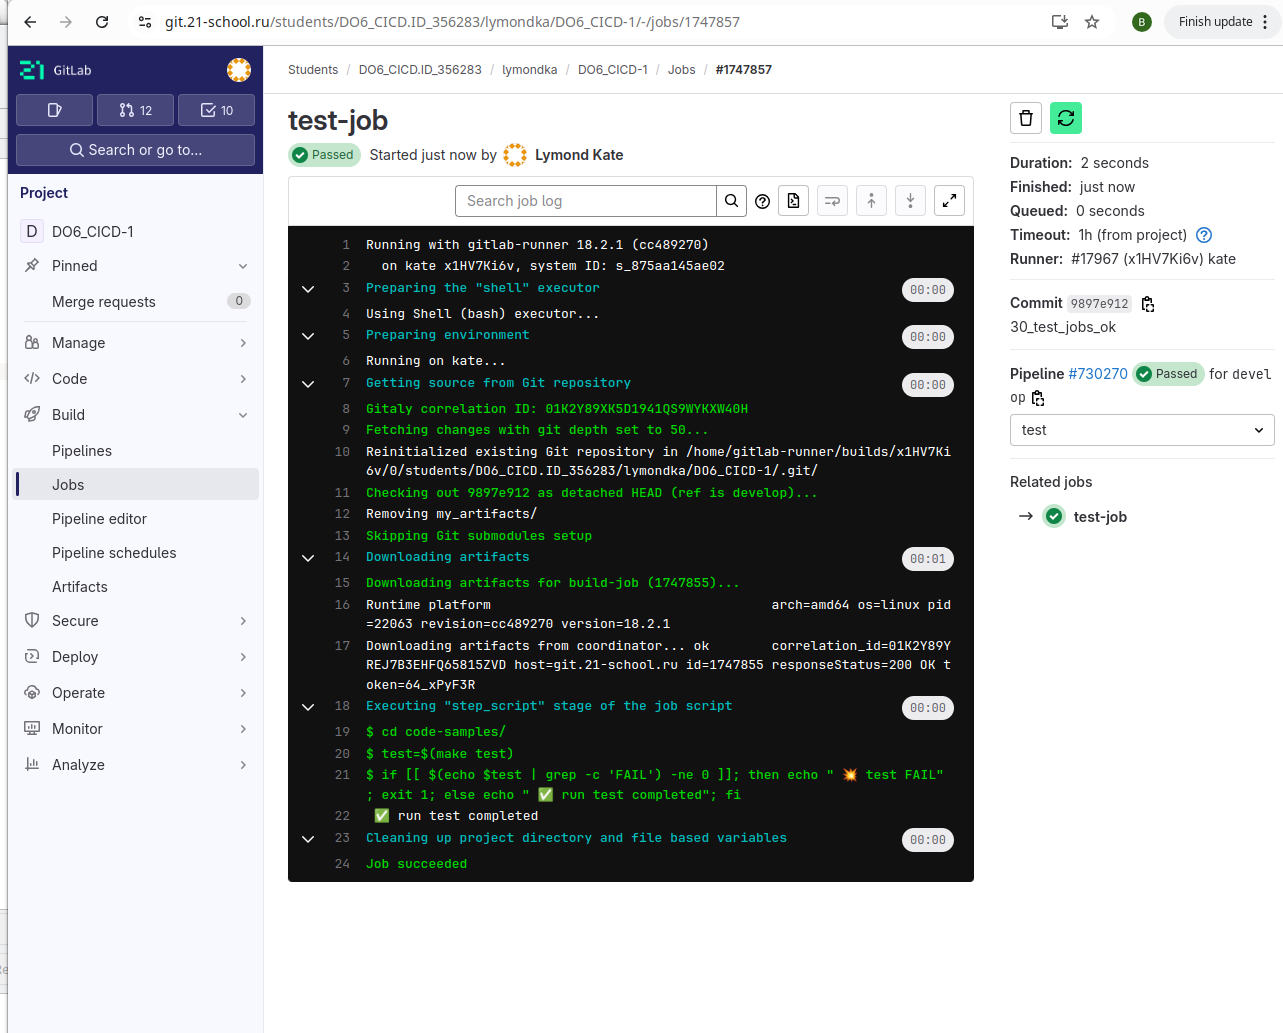 git.21-school.ru/students/DO6_CICD.ID_356283/lymondka/DO6_CICD-1/-/jobs/1747857
B
Finish update
GitLab
12
10
Search or go to...
Project
D DO6_CICD-1
Pinned
Merge requests 0
Manage
Code
Build
Pipelines
Jobs
Pipeline editor
Pipeline schedules
Artifacts
Secure
Deploy
Operate
Monitor
Analyze
Students / DO6_CICD.ID_356283 / lymondka / DO6_CICD-1 / Jobs / #1747857
test-job
Passed Started just now by Lymond Kate
Search job log
1 Running with gitlab-runner 18.2.1 (cc489270)
2 on kate x1HV7Ki6v, system ID: s_875aa145ae02
3 Preparing the "shell" executor 00:00
4 Using Shell (bash) executor...
5 Preparing environment 00:00
6 Running on kate...
7 Getting source from Git repository 00:00
8 Gitaly correlation ID: 01K2Y89XK5D1941QS9WYKXW40H
9 Fetching changes with git depth set to 50...
10 Reinitialized existing Git repository in /home/gitlab-runner/builds/x1HV7Ki
6v/0/students/DO6_CICD.ID_356283/lymondka/DO6_CICD-1/.git/
11 Checking out 9897e912 as detached HEAD (ref is develop)...
12 Removing my_artifacts/
13 Skipping Git submodules setup
14 Downloading artifacts 00:01
15 Downloading artifacts for build-job (1747855)...
16 Runtime platform arch=amd64 os=linux pid
=22063 revision=cc489270 version=18.2.1
17 Downloading artifacts from coordinator... ok correlation_id=01K2Y89Y
REJ7B3EHFQ65815ZVD host=git.21-school.ru id=1747855 responseStatus=200 OK t
oken=64_xPyF3R
18 Executing "step_script" stage of the job script 00:00
19 $ cd code-samples/
20 $ test=$(make test)
21 $ if [[ $(echo $test | grep -c 'FAIL') -ne 0 ]]; then echo " 💥 test FAIL"
; exit 1; else echo " ✅ run test completed"; fi
22 ✅ run test completed
23 Cleaning up project directory and file based variables 00:00
24 Job succeeded
Duration: 2 seconds
Finished: just now
Queued: 0 seconds
Timeout: 1h (from project)
Runner: #17967 (x1HV7Ki6v) kate
Commit 9897e912
30_test_jobs_ok
Pipeline #730270 Passed for devel
op
test
Related jobs
→ test-job